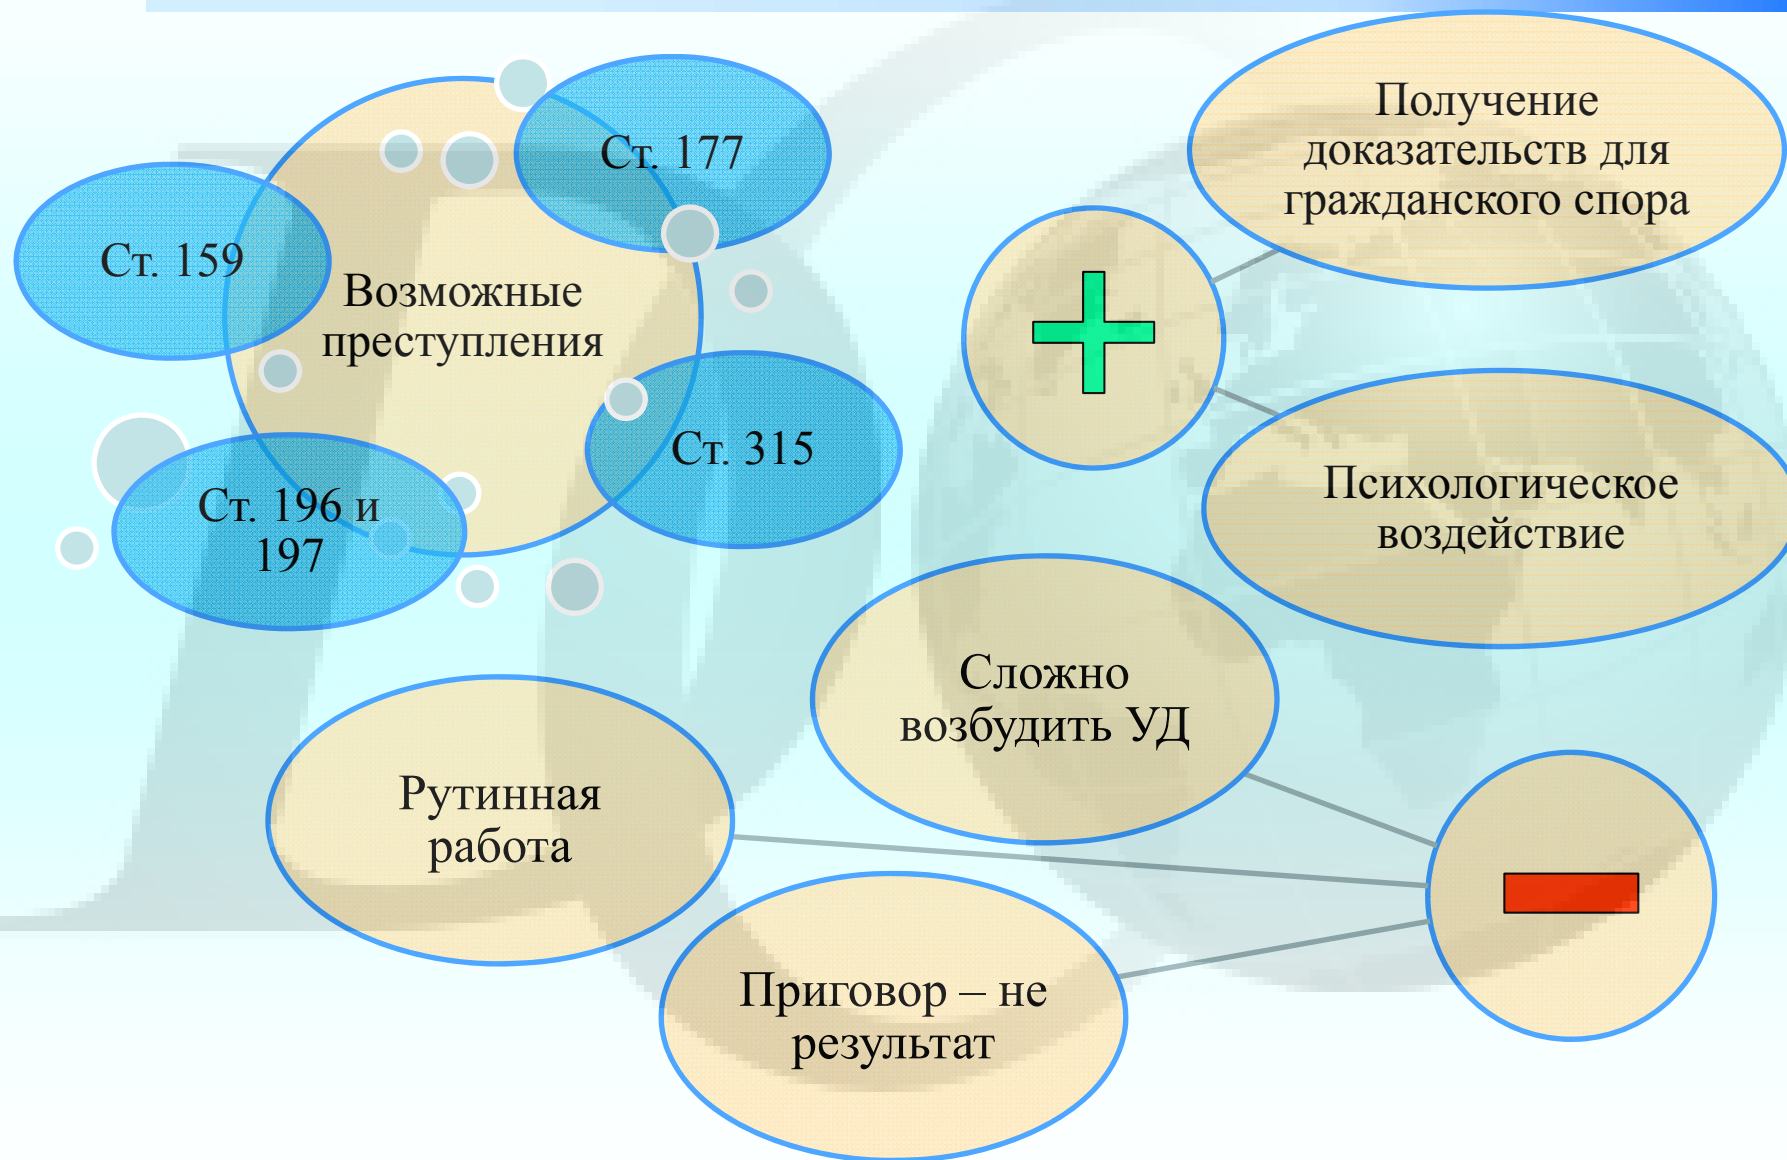 Ст. 177
Ст. 159
Возможные
преступления
Ст. 315
Ст. 196 и
197
Получение
доказательств для
гражданского спора
Психологическое
воздействие
Сложно
возбудить УД
Рутинная
работа
Приговор – не
результат